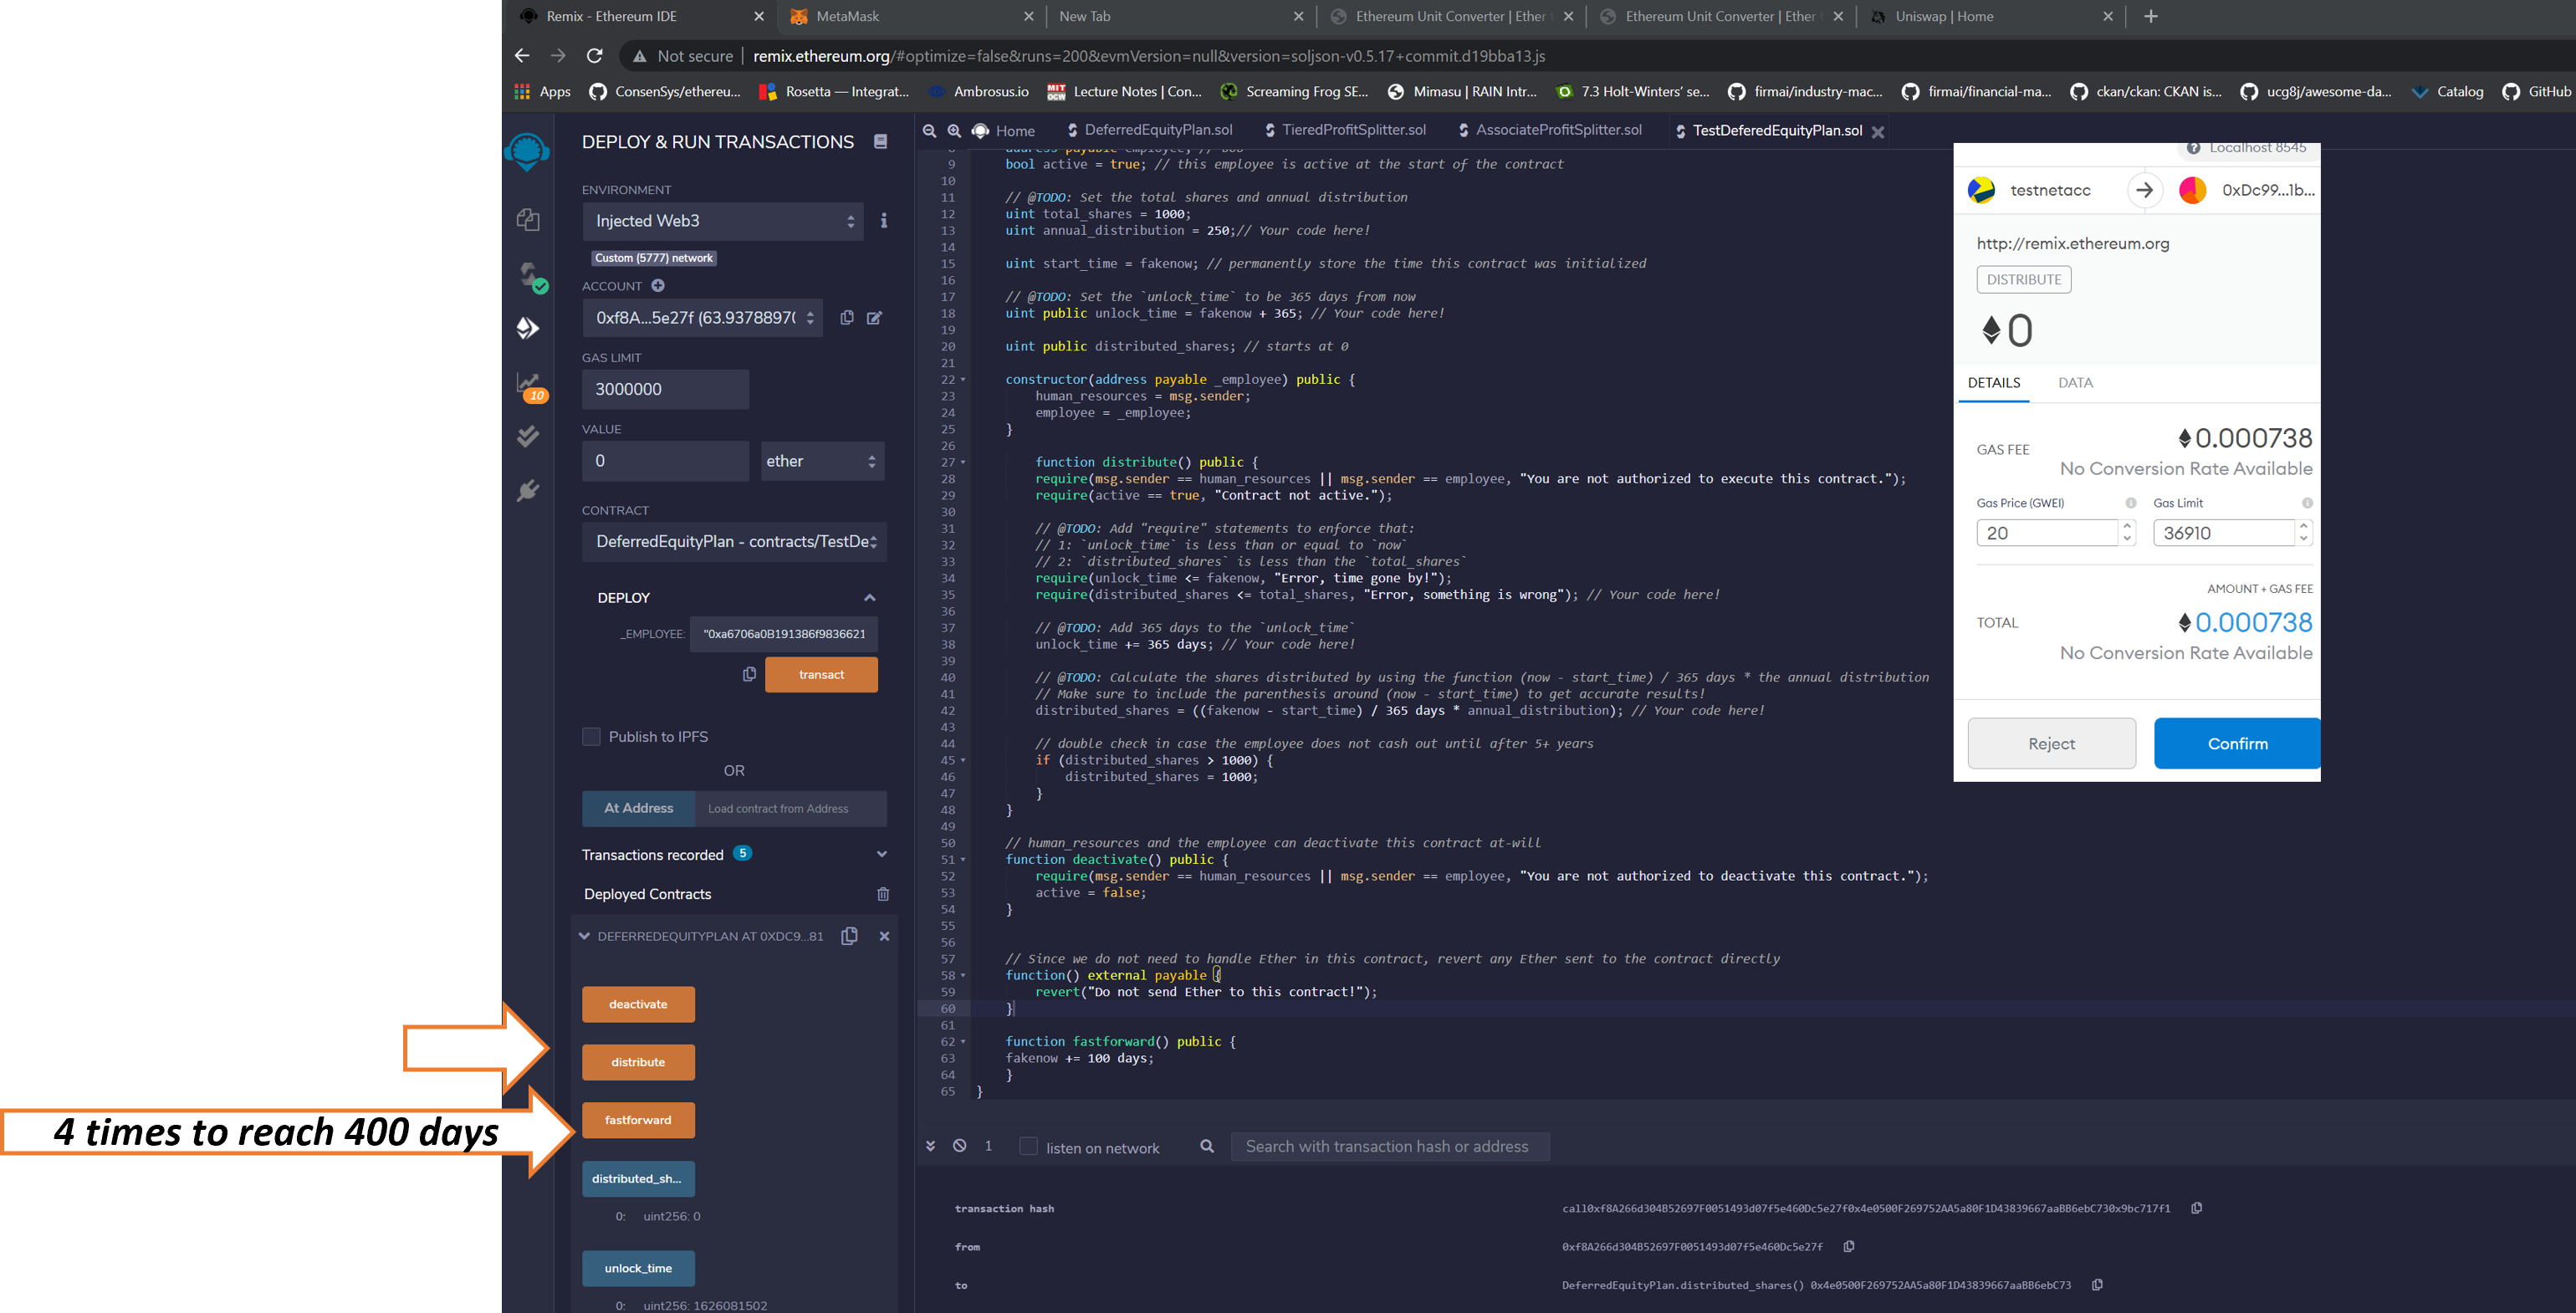 Remix - Ethereum IDE
MetaMask
New Tab
Ethereum Unit Converter | Ether
Ethereum Unit Converter | Ether
Uniswap | Home
Not secure
remix.ethereum.org/#optimize=false&runs=200&evmVersion=null&version=soljson-v0.5.17+commit.d19bba13.js
Apps
ConsenSys/ethereu...
Rosetta — Integrat...
Ambrosus.io
MIT OCW
Lecture Notes | Con...
Screaming Frog SE...
Mimasu | RAIN Intr...
7.3 Holt-Winters' se...
firmai/industry-mac...
firmai/financial-ma...
ckan/ckan: CKAN is...
ucg8j/awesome-da...
Catalog
GitHub
DEPLOY & RUN TRANSACTIONS
ENVIRONMENT
Injected Web3
Custom (5777) network
ACCOUNT
0xf8A...5e27f (63.9378897(
GAS LIMIT
3000000
10
VALUE
0
ether
CONTRACT
DeferredEquityPlan - contracts/TestDe
DEPLOY
_EMPLOYEE:
"0xa6706a0B191386f9836621
transact
Publish to IPFS
OR
At Address
Load contract from Address
Transactions recorded 5
Deployed Contracts
DEFERREDEQUITYPLAN AT 0XDC9...81
deactivate
distribute
4 times to reach 400 days
fastforward
distributed_sh...
0: uint256: 0
unlock_time
0: uint256: 1626081502
Home
DeferredEquityPlan.sol
TieredProfitSplitter.sol
AssociateProfitSplitter.sol
TestDeferedEquityPlan.sol
address payable employee; // bob
9 bool active = true; // this employee is active at the start of the contract
10
11 // @TODO: Set the total shares and annual distribution
12 uint total_shares = 1000;
13 uint annual_distribution = 250;// Your code here!
14
15 uint start_time = fakenow; // permanently store the time this contract was initialized
16
17 // @TODO: Set the `unlock_time` to be 365 days from now
18 uint public unlock_time = fakenow + 365; // Your code here!
19
20 uint public distributed_shares; // starts at 0
21
22 constructor(address payable _employee) public {
23 human_resources = msg.sender;
24 employee = _employee;
25 }
26
27 function distribute() public {
28 require(msg.sender == human_resources || msg.sender == employee, "You are not authorized to execute this contract.");
29 require(active == true, "Contract not active.");
30
31 // @TODO: Add "require" statements to enforce that:
32 // 1: `unlock_time` is less than or equal to `now`
33 // 2: `distributed_shares` is less than the `total_shares`
34 require(unlock_time <= fakenow, "Error, time gone by!");
35 require(distributed_shares <= total_shares, "Error, something is wrong"); // Your code here!
36
37 // @TODO: Add 365 days to the `unlock_time`
38 unlock_time += 365 days; // Your code here!
39
40 // @TODO: Calculate the shares distributed by using the function (now - start_time) / 365 days * the annual distribution
41 // Make sure to include the parenthesis around (now - start_time) to get accurate results!
42 distributed_shares = ((fakenow - start_time) / 365 days * annual_distribution); // Your code here!
43
44 // double check in case the employee does not cash out until after 5+ years
45 if (distributed_shares > 1000) {
46 distributed_shares = 1000;
47 }
48 }
49
50 // human_resources and the employee can deactivate this contract at-will
51 function deactivate() public {
52 require(msg.sender == human_resources || msg.sender == employee, "You are not authorized to deactivate this contract.");
53 active = false;
54 }
55
56
57 // Since we do not need to handle Ether in this contract, revert any Ether sent to the contract directly
58 function() external payable {
59 revert("Do not send Ether to this contract!");
60 }
61
62 function fastforward() public {
63 fakenow += 100 days;
64 }
65 }
1
listen on network
Search with transaction hash or address
transaction hash
call0xf8A266d304B52697F0051493d07f5e460Dc5e27f0x4e0500F269752AA5a80F1D43839667aaBB6ebC730x9bc717f1
from
0xf8A266d304B52697F0051493d07f5e460Dc5e27f
to
DeferredEquityPlan.distributed_shares() 0x4e0500F269752AA5a80F1D43839667aaBB6ebC73
Localhost 8545
testnetacc
0xDc99...1b...
http://remix.ethereum.org
DISTRIBUTE
0
DETAILS
DATA
GAS FEE
0.000738
No Conversion Rate Available
Gas Price (GWEI)
Gas Limit
20
36910
AMOUNT + GAS FEE
TOTAL
0.000738
No Conversion Rate Available
Reject
Confirm